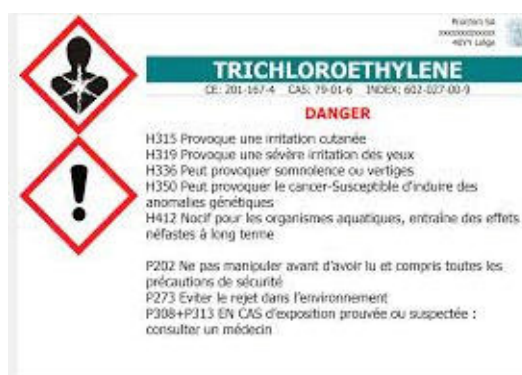 TRICHLOROETHYLENE
CE: 201-167-4 CAS: 79-01-6 INDEX: 602-027-00-9
DANGER
H315 Provoque une irritation cutanée
H319 Provoque une sévère irritation des yeux
H336 Peut provoquer somnolence ou vertiges
H350 Peut provoquer le cancer-Susceptible d'induire des
anomalies génétiques
H412 Nocif pour les organismes aquatiques, entraîne des effets
néfastes à long terme
P202 Ne pas manipuler avant d'avoir lu et compris toutes les
précautions de sécurité
P273 Eviter le rejet dans l'environnement
P308+P313 EN CAS d'exposition prouvée ou suspectée :
consulter un médecin